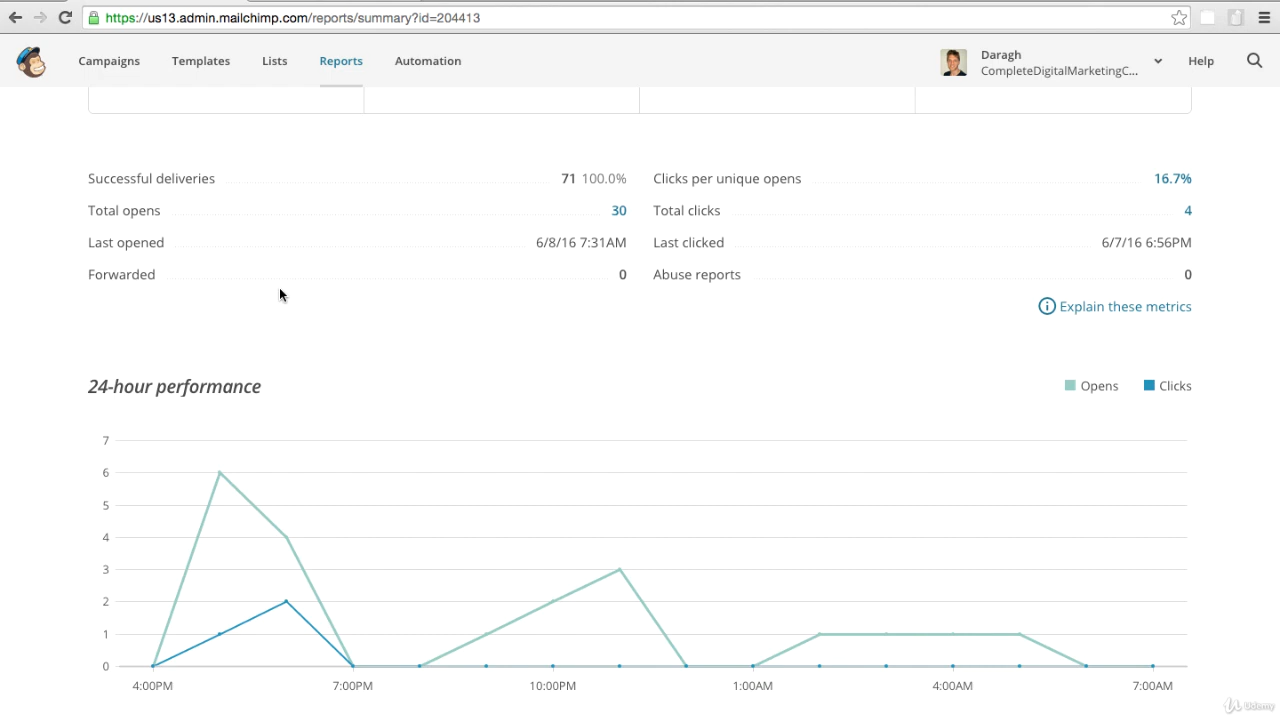 https://us13.admin.mailchimp.com/reports/summary?id=204413
Campaigns Templates Lists Reports Automation Daragh CompleteDigitalMarketingC... Help
Successful deliveries 71 100.0% Clicks per unique opens 16.7%
Total opens 30 Total clicks 4
Last opened 6/8/16 7:31AM Last clicked 6/7/16 6:56PM
Forwarded 0 Abuse reports 0
Explain these metrics
24-hour performance Opens Clicks
7
6
5
4
3
2
1
0
4:00PM 7:00PM 10:00PM 1:00AM 4:00AM 7:00AM
Udemy